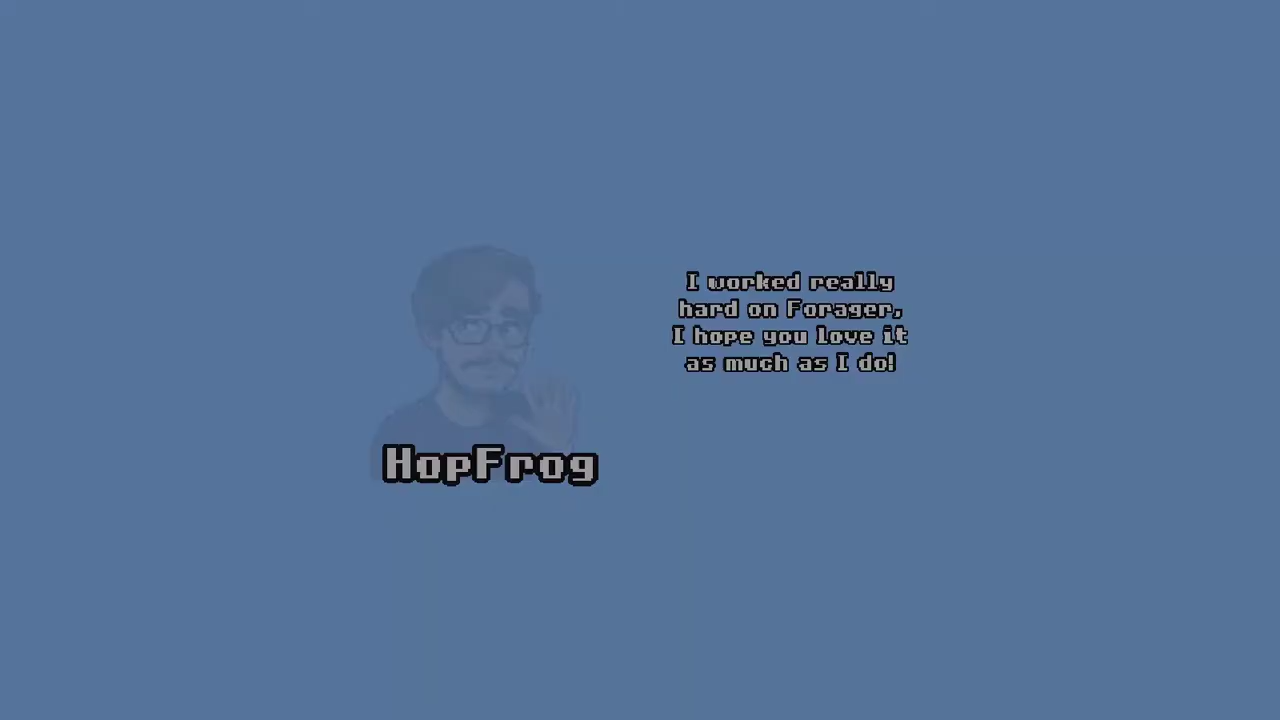 I worked really
hard on Forager,
I hope you love it
as much as I do!
HopFrog